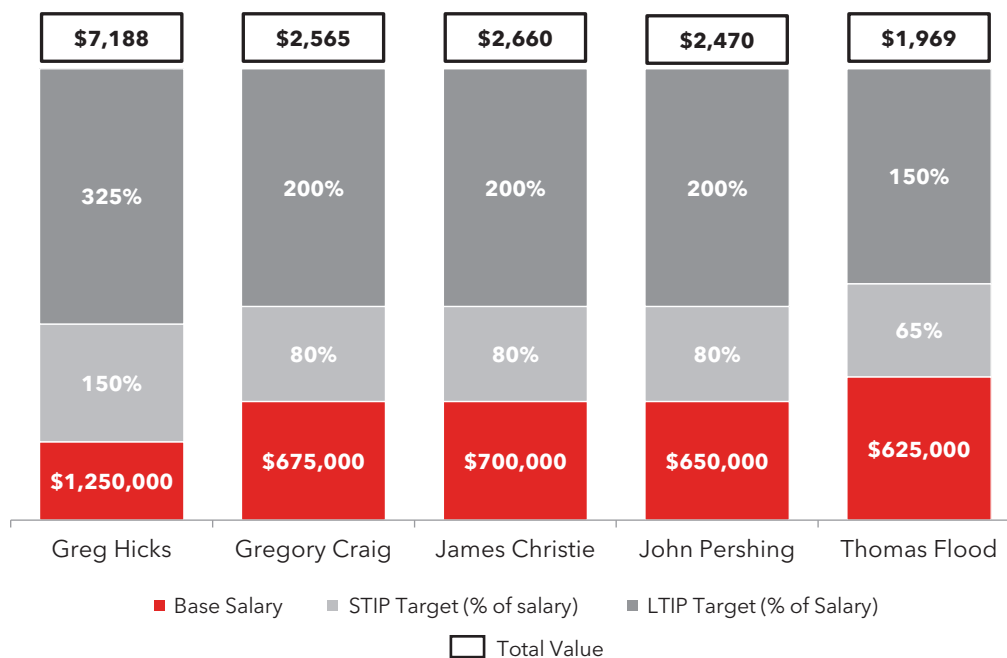 $7,188 $2,565 $2,660 $2,470 $1,969
325% 200% 200% 200% 150%
150% 80% 80% 80% 65%
$1,250,000 $675,000 $700,000 $650,000 $625,000
Greg Hicks Gregory Craig James Christie John Pershing Thomas Flood
Base Salary STIP Target (% of salary) LTIP Target (% of Salary)
Total Value